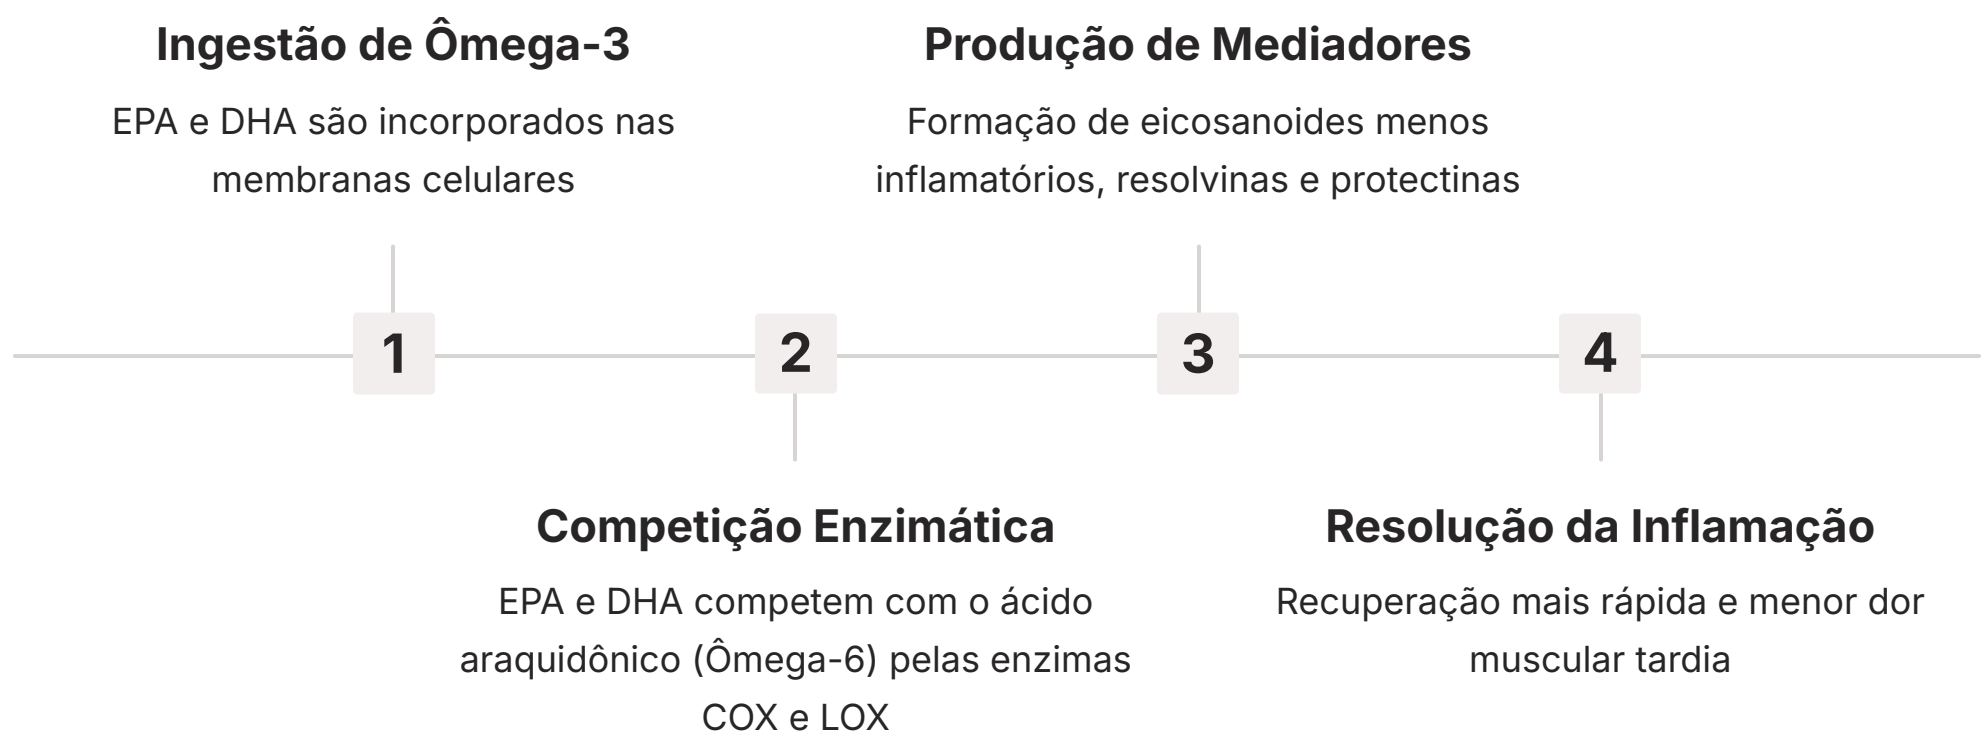 Ingestão de Ômega-3
EPA e DHA são incorporados nas
membranas celulares
1
Competição Enzimática
EPA e DHA competem com o ácido
araquidônico (Ômega-6) pelas enzimas
COX e LOX
2
Produção de Mediadores
Formação de eicosanoides menos
inflamatórios, resolvinas e protectinas
3
Resolução da Inflamação
Recuperação mais rápida e menor dor
muscular tardia
4